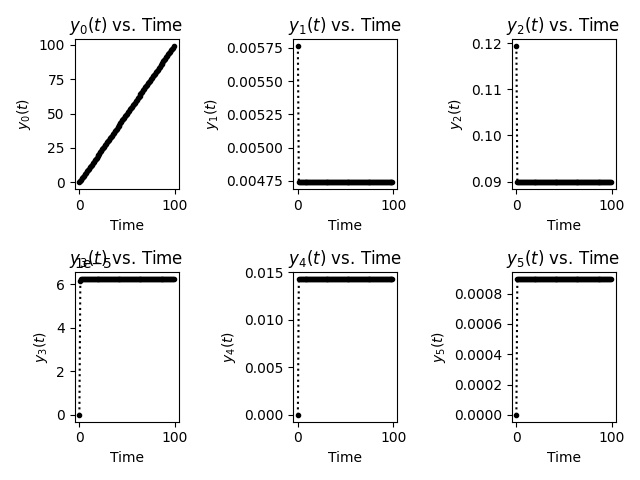 y₀(t) vs. Time
100
75
50
25
0
y₀(t)
0
100
Time
y₁(t) vs. Time
0.00575
0.00550
0.00525
0.00500
0.00475
y₁(t)
0
100
Time
y₂(t) vs. Time
0.12
0.11
0.10
0.09
y₂(t)
0
100
Time
y₃(t) vs. Time
1e−5
6
4
2
0
y₃(t)
0
100
Time
y₄(t) vs. Time
0.015
0.010
0.005
0.000
y₄(t)
0
100
Time
y₅(t) vs. Time
0.0008
0.0006
0.0004
0.0002
0.0000
y₅(t)
0
100
Time